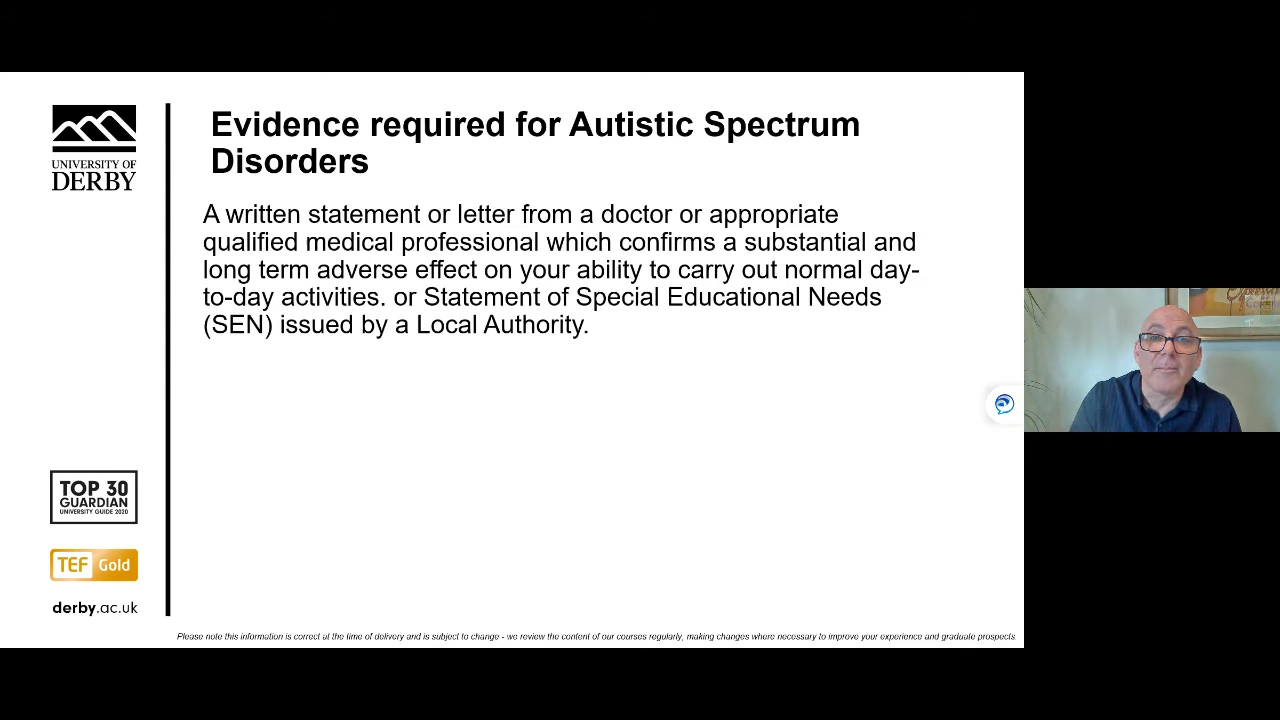 Evidence required for Autistic Spectrum
Disorders
UNIVERSITY OF
DERBY
A written statement or letter from a doctor or appropriate
qualified medical professional which confirms a substantial and
long term adverse effect on your ability to carry out normal day-
to-day activities. or Statement of Special Educational Needs
(SEN) issued by a Local Authority.
TOP 30
GUARDIAN
UNIVERSITY GUIDE 2020
TEF Gold
derby.ac.uk
Please note this information is correct at the time of delivery and is subject to change - we review the content of our courses regularly, making changes where necessary to improve your experience and graduate prospects.